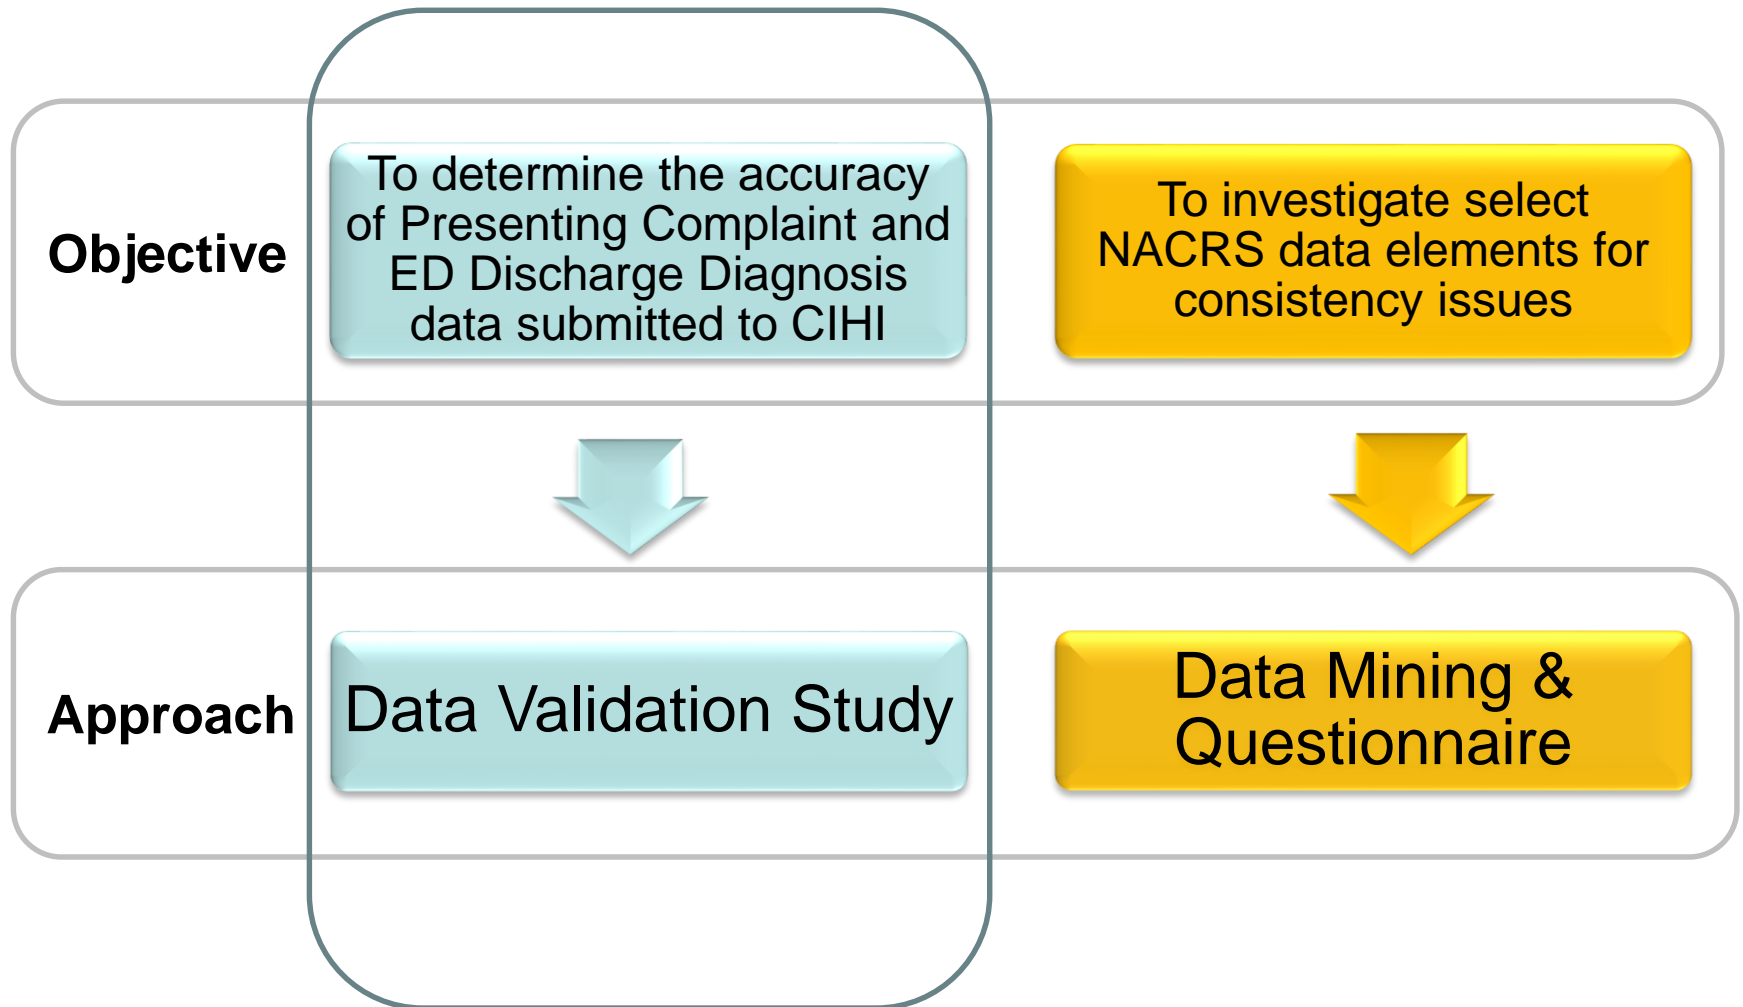 Objective
To determine the accuracy
of Presenting Complaint and
ED Discharge Diagnosis
data submitted to CIHI
To investigate select
NACRS data elements for
consistency issues
Approach
Data Validation Study
Data Mining &
Questionnaire